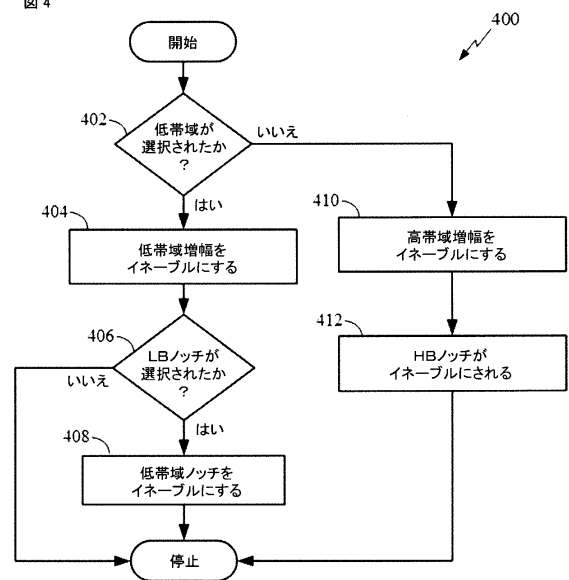 図4
400
開始
402
低帯域が
選択されたか
?
いいえ
はい
404
低帯域増幅を
イネーブルにする
410
高帯域増幅を
イネーブルにする
406
LBノッチが
選択されたか
?
いいえ
はい
412
HBノッチが
イネーブルにされる
408
低帯域ノッチを
イネーブルにする
停止